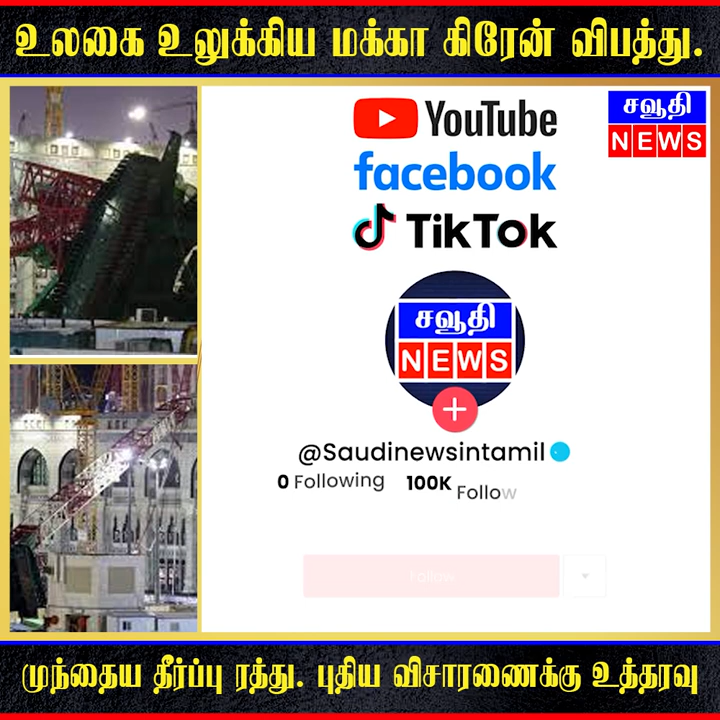 உலகை உலுக்கிய மக்கா கிரேன் விபத்து.
YouTube
சவூதி
NEWS
facebook
TikTok
சவூதி
NEWS
@Saudinewsintamil
0 Following 100K Follow
Follow
முந்தைய தீர்ப்பு ரத்து. புதிய விசாரணைக்கு உத்தரவு